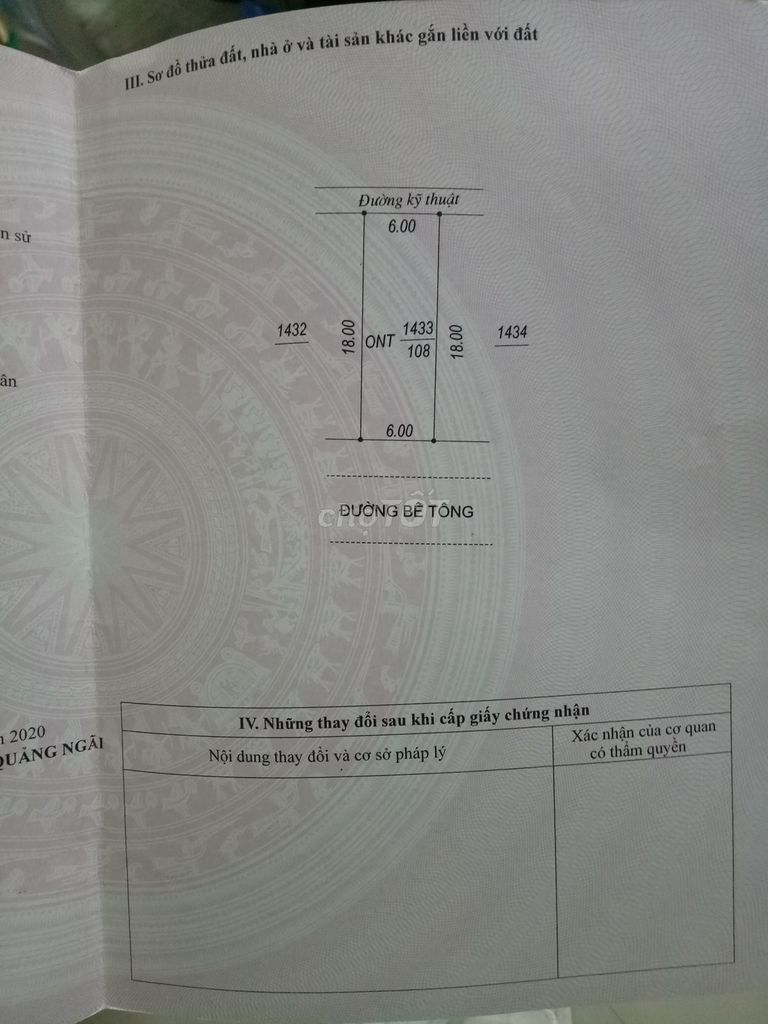 III. Sơ đồ thửa đất, nhà ở và tài sản khác gắn liền với đất
n sử
Đường kỹ thuật
6.00
1432
18.00
ONT
1433
108
18.00
1434
ân
6.00
ĐƯỜNG BÊ TÔNG
chợTỐT
2020
QUẢNG NGÃI
IV. Những thay đổi sau khi cấp giấy chứng nhận
Nội dung thay đổi và cơ sở pháp lý
Xác nhận của cơ quan
có thẩm quyền